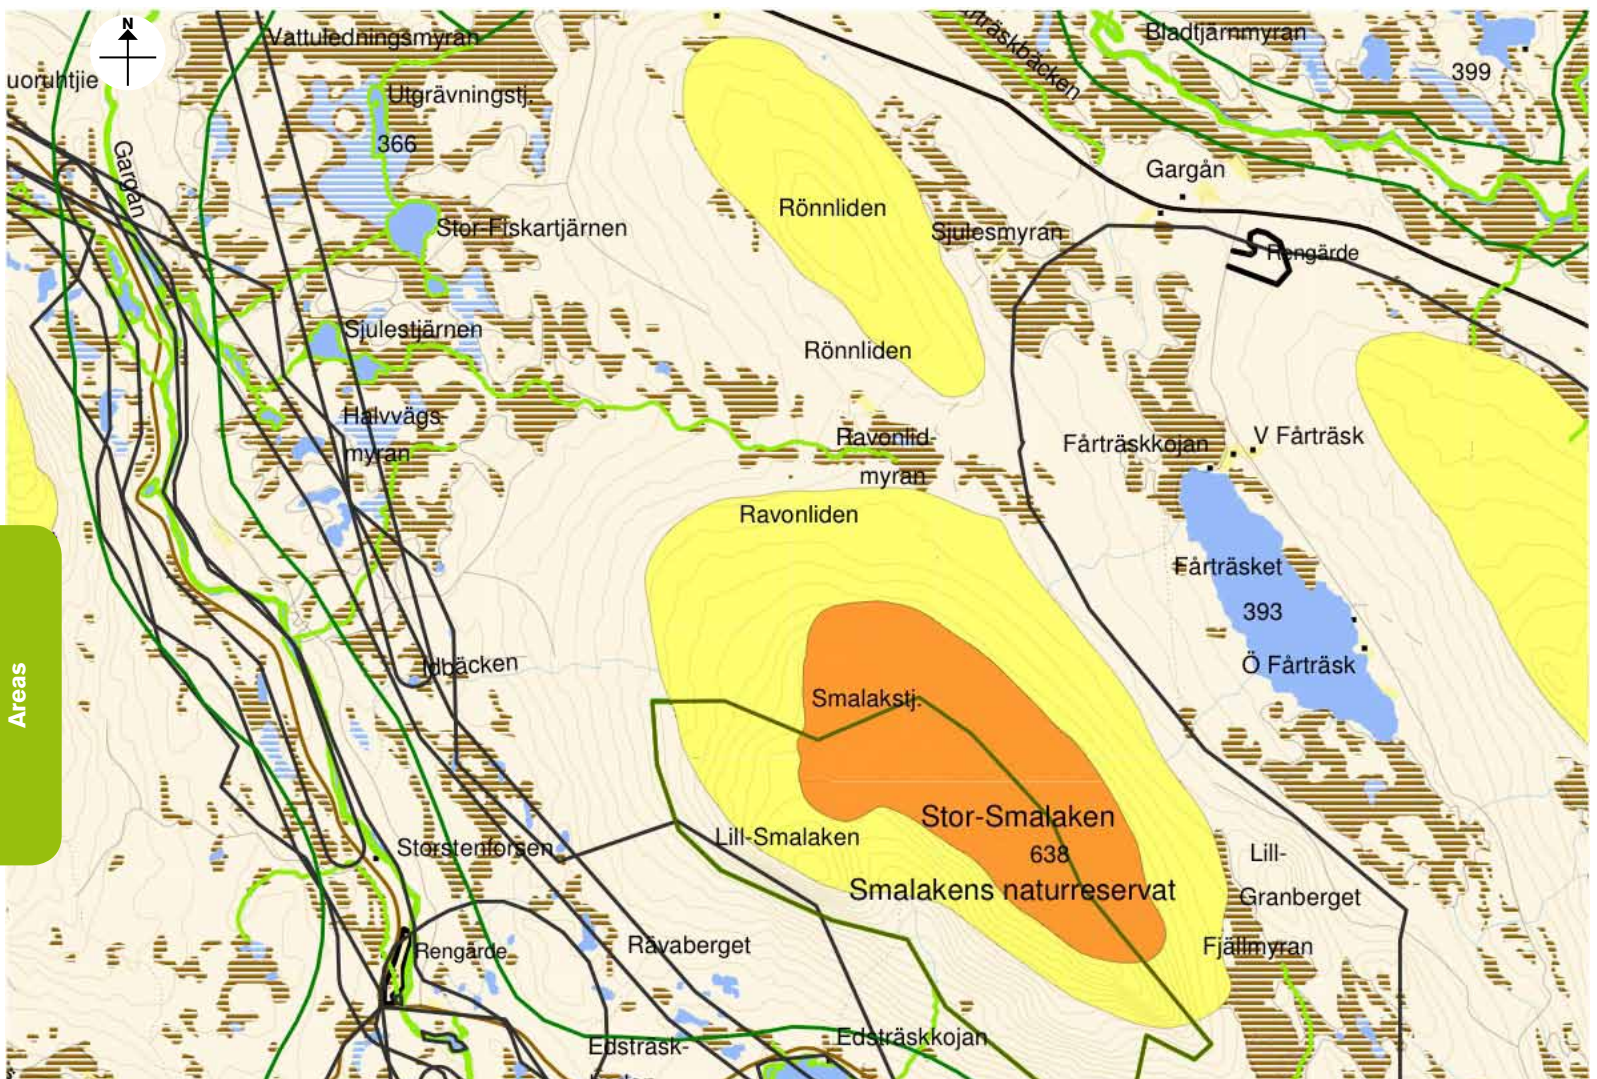 N
Vattuledningsmyran
Bladtjärnmyran
399
uoruhtjie
Utgrävningstj.
366
Gargån
Gargån
Rönnliden
Stor-Fiskartjärnen
Sjulesmyran
Rengärde
Sjulestjärnen
Rönnliden
Halvvägs-
myran
Ravonlid-
myran
Fårträskkojan
V Fårträsk
Ravonliden
Fårträsket
393
Ö Fårträsk
Idbäcken
Smalakstj.
Areas
Stor-Smalaken
638
Lill-Smalaken
Storstenforsen
Smalakens naturreservat
Lill-
Granberget
Fjällmyran
Rengärde
Rävaberget
Edsträskkojan
Edsträsk-